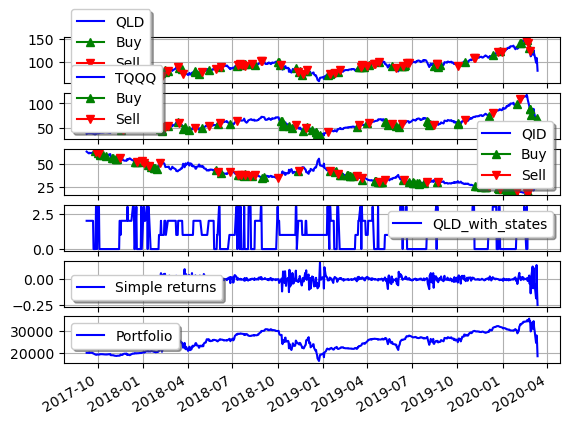 QLD
Buy
Sell
150
100
TQQQ
Buy
Sell
100
50
QID
Buy
Sell
50
25
2.5
0.0
QLD_with_states
0.00
−0.25
Simple returns
30000
20000
Portfolio
2017-10
2018-01
2018-04
2018-07
2018-10
2019-01
2019-04
2019-07
2019-10
2020-01
2020-04